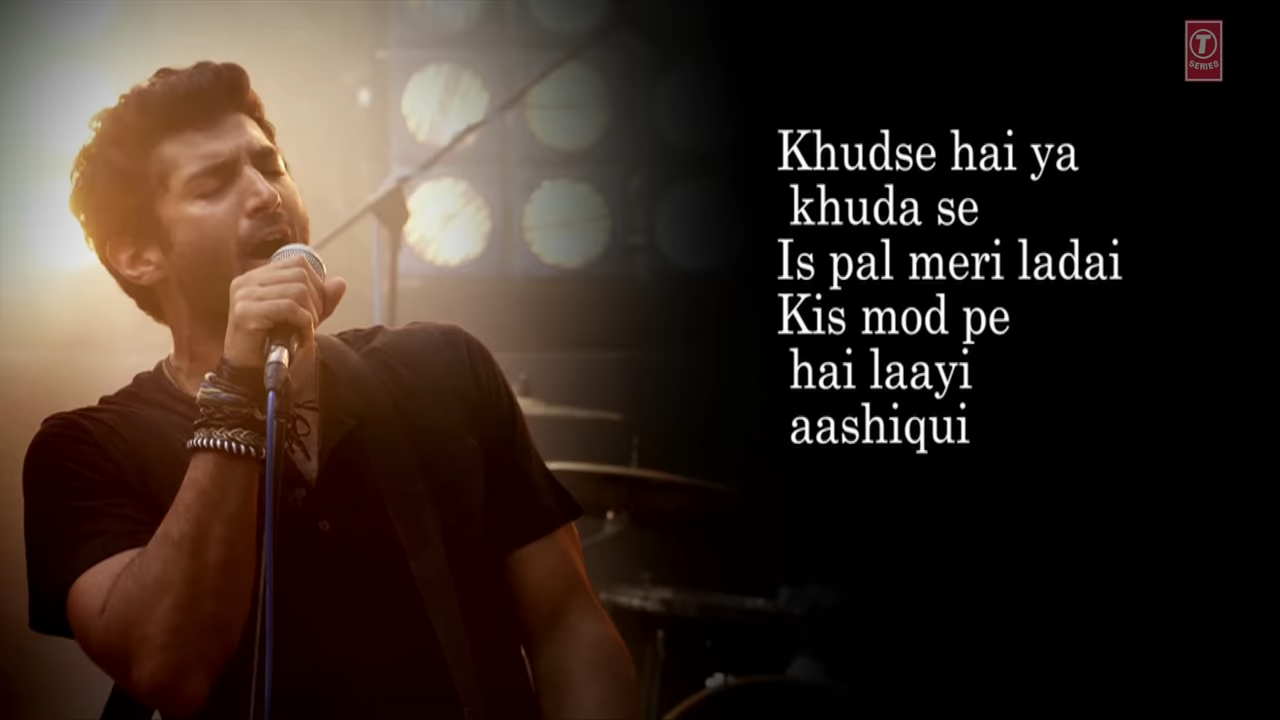 T
SERIES
Khudse hai ya
khuda se
Is pal meri ladai
Kis mod pe
hai laayi
aashiqui